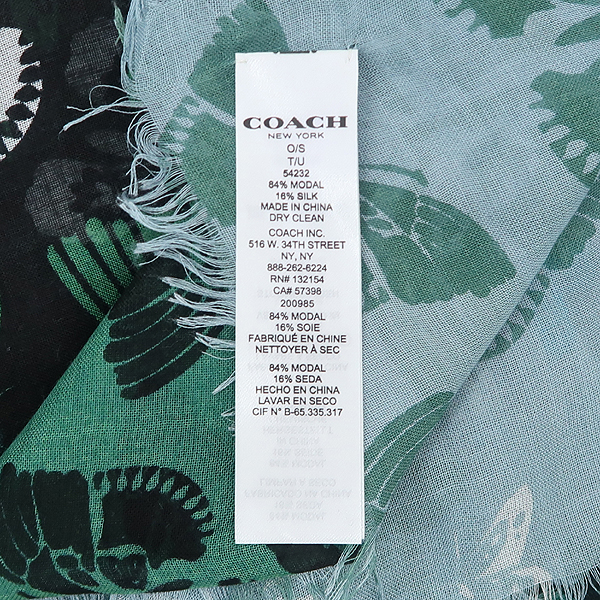 COACH
NEW YORK
O/S
T/U
54232
84% MODAL
16% SILK
MADE IN CHINA
DRY CLEAN
COACH INC.
516 W. 34TH STREET
NY, NY
888-262-6224
RN# 132154
CA# 57398
200985
84% MODAL
16% SOIE
FABRIQUÉ EN CHINE
NETTOYER À SEC
84% MODAL
16% SEDA
HECHO EN CHINA
LAVAR EN SECO
CIF N° B-65.335.317